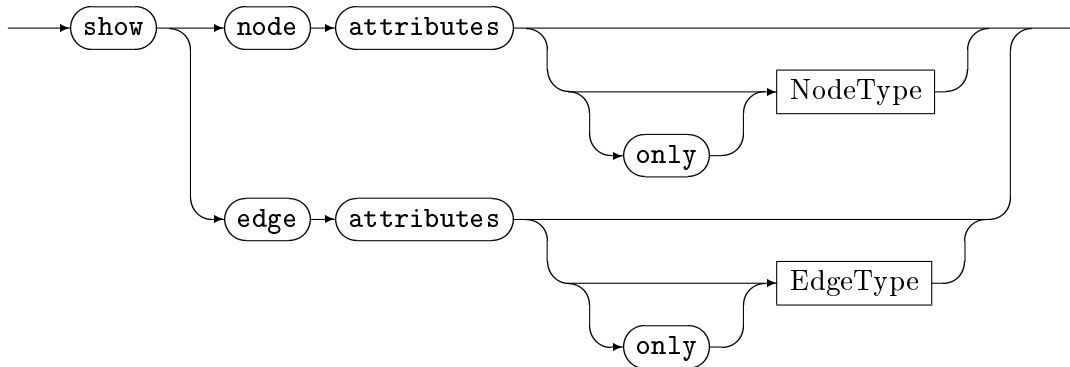 show node attributes
NodeType
only
edge attributes
EdgeType
only